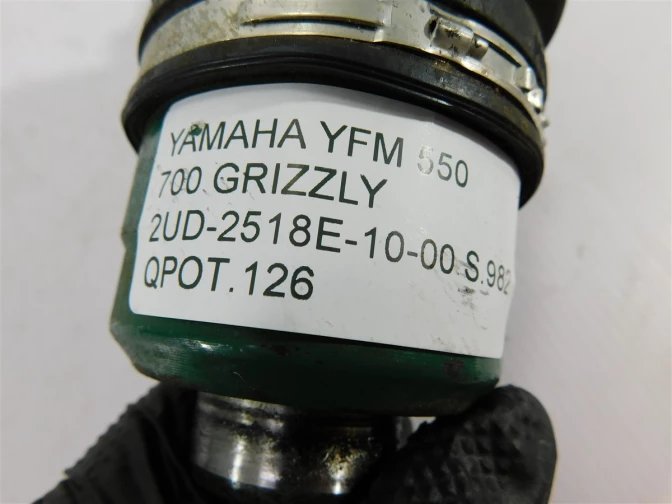 YAMAHA YFM 550
700 GRIZZLY
2UD-2518E-10-00 S.982
QPOT.126